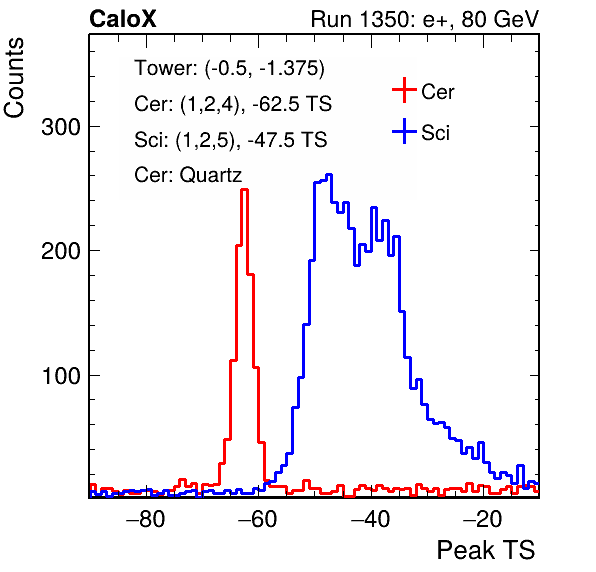 CaloX Run 1350: e+, 80 GeV
Counts
Tower: (-0.5, -1.375)
Cer: (1,2,4), -62.5 TS
Sci: (1,2,5), -47.5 TS
Cer: Quartz
Cer
Sci
300
200
100
−80 −60 −40 −20
Peak TS